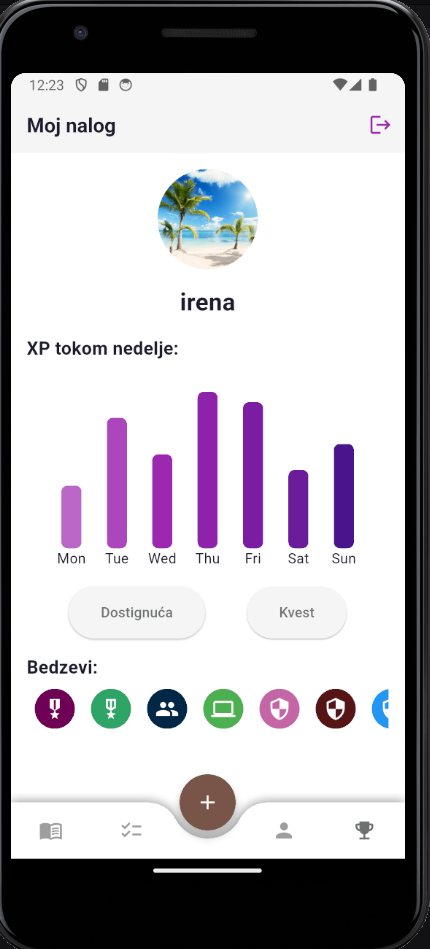 12:23
Moj nalog
irena
XP tokom nedelje:
Mon Tue Wed Thu Fri Sat Sun
Dostignuća Kvest
Bedzevi: